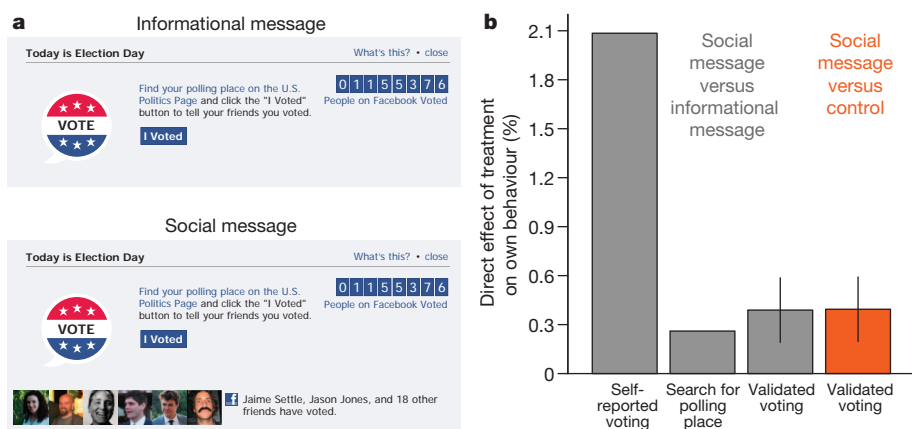 a
Informational message
Today is Election Day
What's this? • close
Find your polling place on the U.S.
Politics Page and click the "I Voted"
button to tell your friends you voted.
I Voted
VOTE
0 1 1 5 5 3 7 6
People on Facebook Voted
Social message
Today is Election Day
What's this? • close
Find your polling place on the U.S.
Politics Page and click the "I Voted"
button to tell your friends you voted.
I Voted
VOTE
0 1 1 5 5 3 7 6
People on Facebook Voted
f
Jaime Settle, Jason Jones, and 18 other
friends have voted.
b
Direct effect of treatment
on own behaviour (%)
2.1
1.8
1.5
1.2
0.9
0.6
0.3
0
Social
message
versus
informational
message
Social
message
versus
control
Self-
reported
voting
Search for
polling
place
Validated
voting
Validated
voting